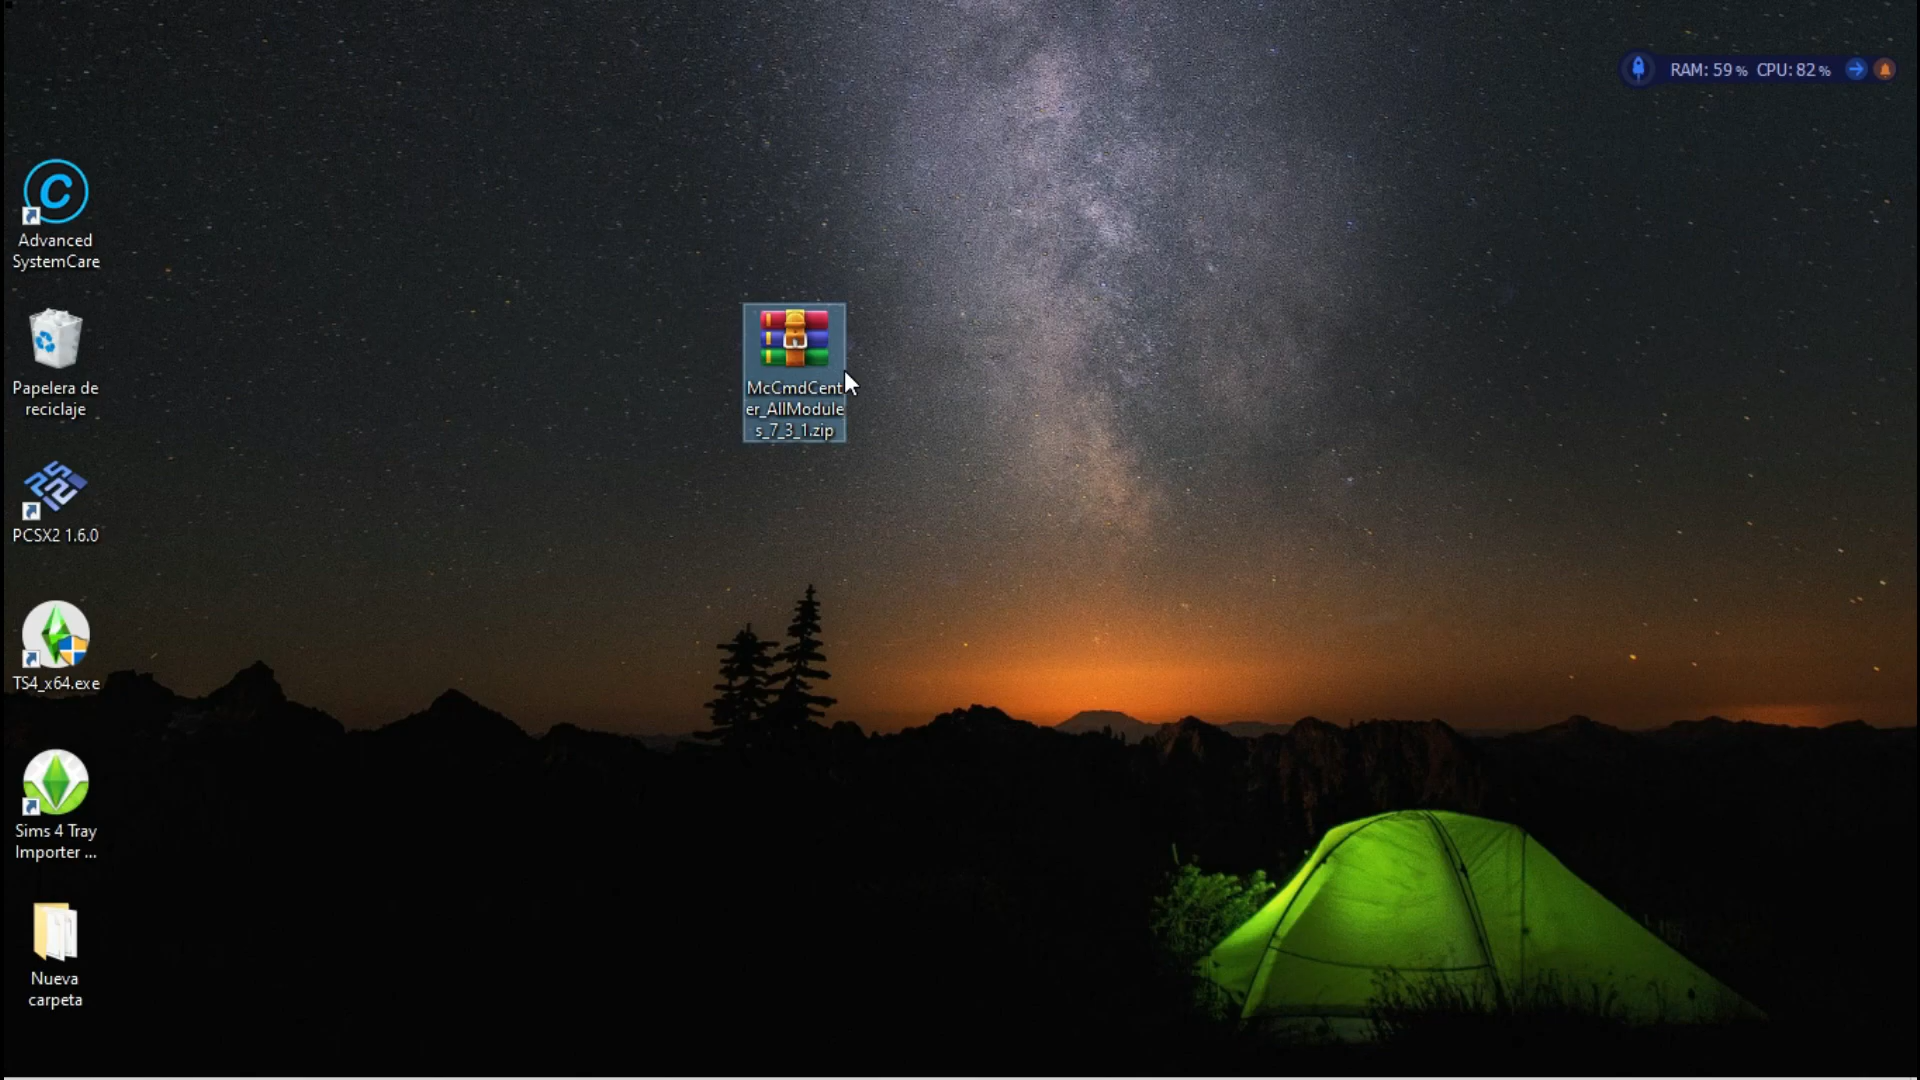 RAM: 59 % CPU: 82 %
Advanced
SystemCare
Papelera de
reciclaje
PCSX2 1.6.0
TS4_x64.exe
Sims 4 Tray
Importer ...
Nueva
carpeta
McCmdCent
er_AllModule
s_7_3_1.zip